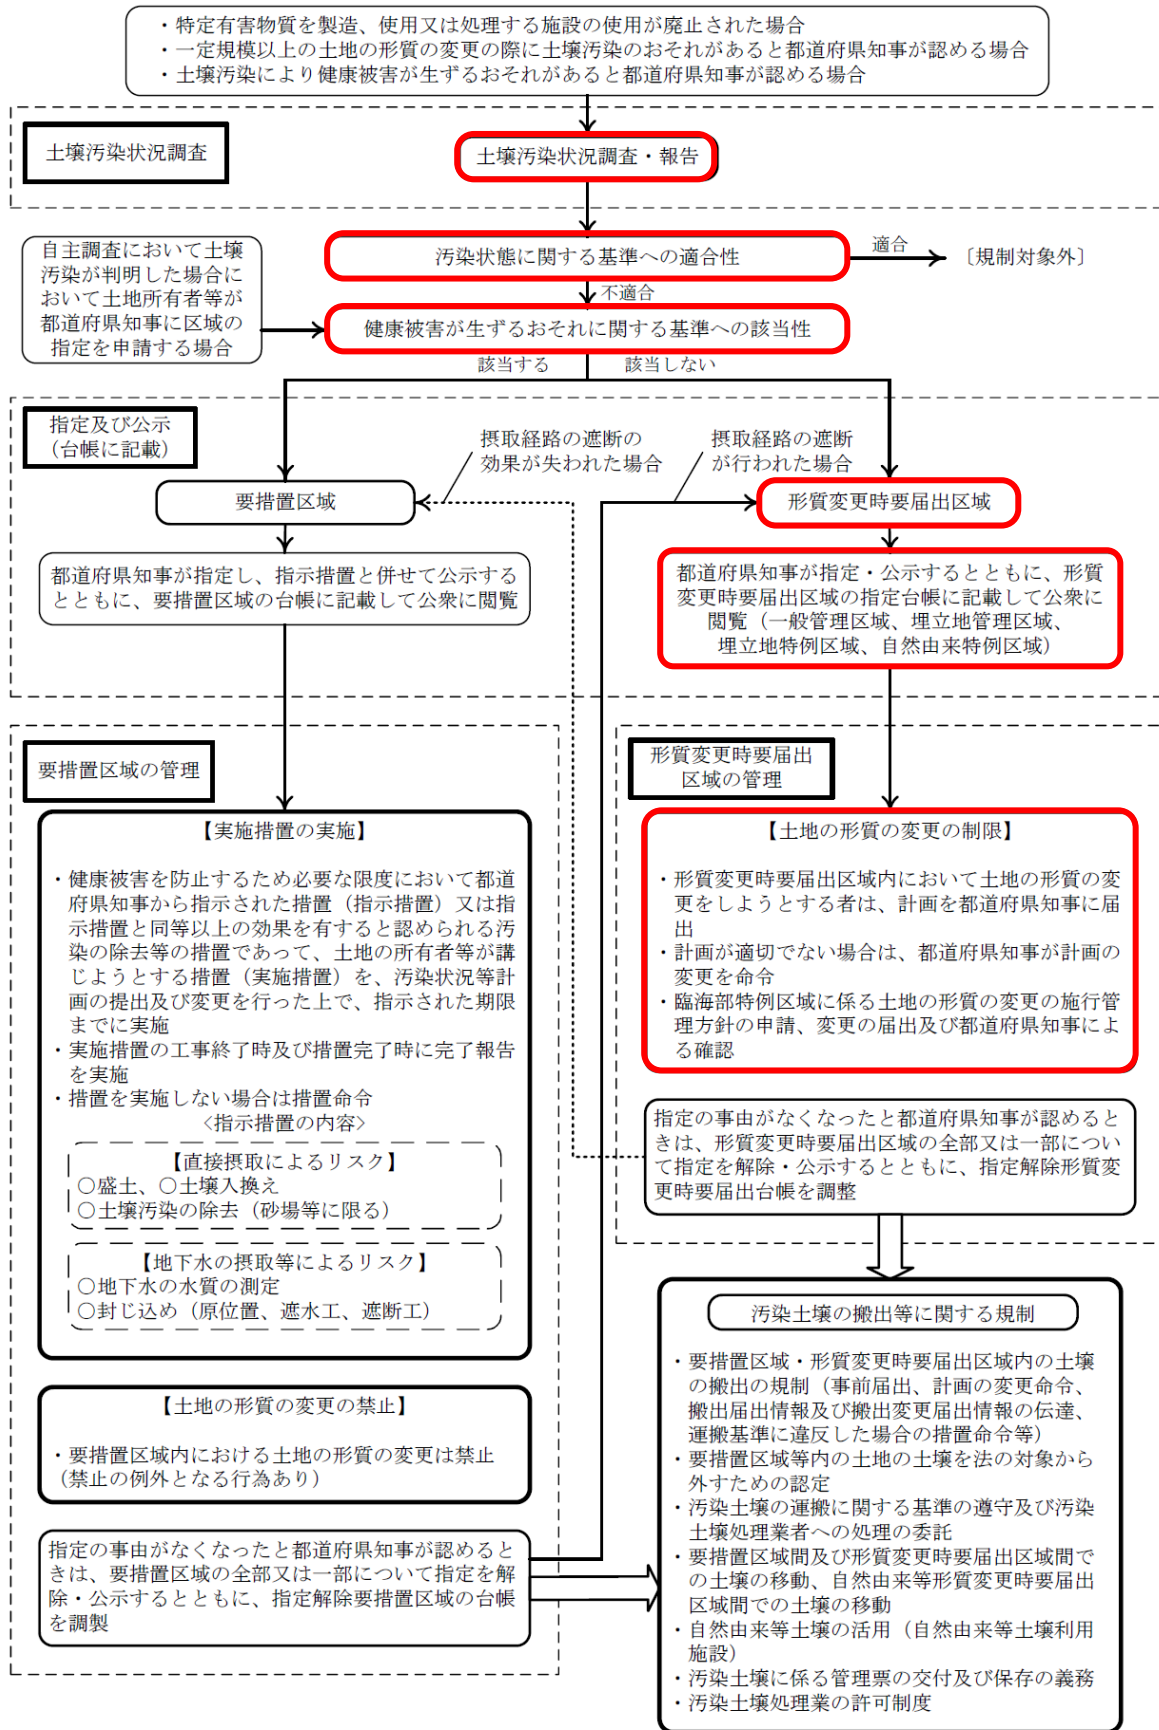 ・特定有害物質を製造、使用又は処理する施設の使用が廃止された場合
・一定規模以上の土地の形質の変更の際に土壌汚染のおそれがあると都道府県知事が認める場合
・土壌汚染により健康被害が生ずるおそれがあると都道府県知事が認める場合
土壌汚染状況調査
土壌汚染状況調査・報告
自主調査において土壌
汚染が判明した場合に
おいて土地所有者等が
都道府県知事に区域の
指定を申請する場合
汚染状態に関する基準への適合性
適合
〔規制対象外〕
不適合
健康被害が生ずるおそれに関する基準への該当性
該当する
該当しない
指定及び公示
（台帳に記載）
摂取経路の遮断の
効果が失われた場合
摂取経路の遮断
が行われた場合
要措置区域
形質変更時要届出区域
都道府県知事が指定し、指示措置と併せて公示する
とともに、要措置区域の台帳に記載して公衆に閲覧
都道府県知事が指定・公示するとともに、形質
変更時要届出区域の指定台帳に記載して公衆に
閲覧（一般管理区域、埋立地管理区域、
埋立地特例区域、自然由来特例区域）
要措置区域の管理
形質変更時要届出
区域の管理
【実施措置の実施】
・健康被害を防止するため必要な限度において都道
府県知事から指示された措置（指示措置）又は指
示措置と同等以上の効果を有すると認められる汚
染の除去等の措置であって、土地の所有者等が講
じようとする措置（実施措置）を、汚染状況等計
画の提出及び変更を行った上で、指示された期限
までに実施
・実施措置の工事終了時及び措置完了時に完了報告
を実施
・措置を実施しない場合は措置命令
＜指示措置の内容＞
【直接摂取によるリスク】
○盛土、○土壌入換え
○土壌汚染の除去（砂場等に限る）
【地下水の摂取等によるリスク】
○地下水の水質の測定
○封じ込め（原位置、遮水工、遮断工）
【土地の形質の変更の禁止】
・要措置区域内における土地の形質の変更は禁止
（禁止の例外となる行為あり）
指定の事由がなくなったと都道府県知事が認めると
きは、要措置区域の全部又は一部について指定を解
除・公示するとともに、指定解除要措置区域の台帳
を調製
【土地の形質の変更の制限】
・形質変更時要届出区域内において土地の形質の変
更をしようとする者は、計画を都道府県知事に届
出
・計画が適切でない場合は、都道府県知事が計画の
変更を命令
・臨海部特例区域に係る土地の形質の変更の施行管
理方針の申請、変更の届出及び都道府県知事によ
る確認
指定の事由がなくなったと都道府県知事が認めるとき
は、形質変更時要届出区域の全部又は一部につい
て指定を解除・公示するとともに、指定解除形質変
更時要届出台帳を調整
汚染土壌の搬出等に関する規制
・要措置区域・形質変更時要届出区域内の土壌
の搬出の規制（事前届出、計画の変更命令、
搬出届出情報及び搬出変更届出情報の伝達、
運搬基準に違反した場合の措置命令等）
・要措置区域等内の土地の土壌を法の対象から
外すための認定
・汚染土壌の運搬に関する基準の遵守及び汚染
土壌処理業者への処理の委託
・要措置区域間及び形質変更時要届出区域間で
の土壌の移動、自然由来等形質変更時要届出
区域間での土壌の移動
・自然由来等土壌の活用（自然由来等土壌利用
施設）
・汚染土壌に係る管理票の交付及び保存の義務
・汚染土壌処理業の許可制度